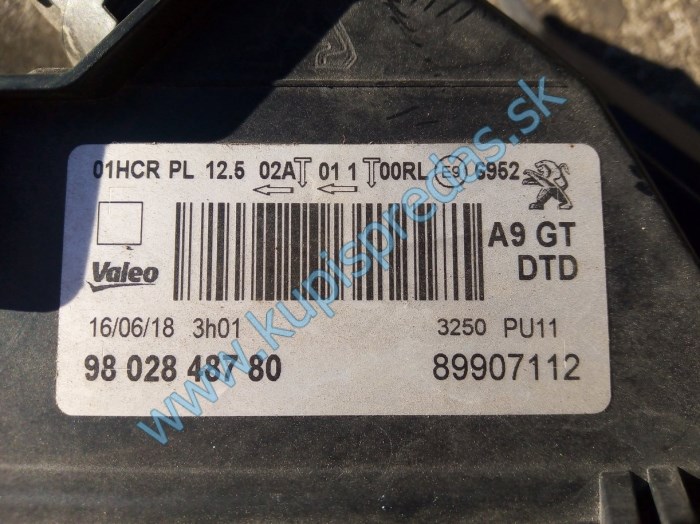 01HCR PL 12.5 02A 01 1 00RL E9 6952
Valeo
A9 GT
DTD
16/06/18 3h01 3250 PU11
98 028 487 80 89907112
www.kupispredas.sk